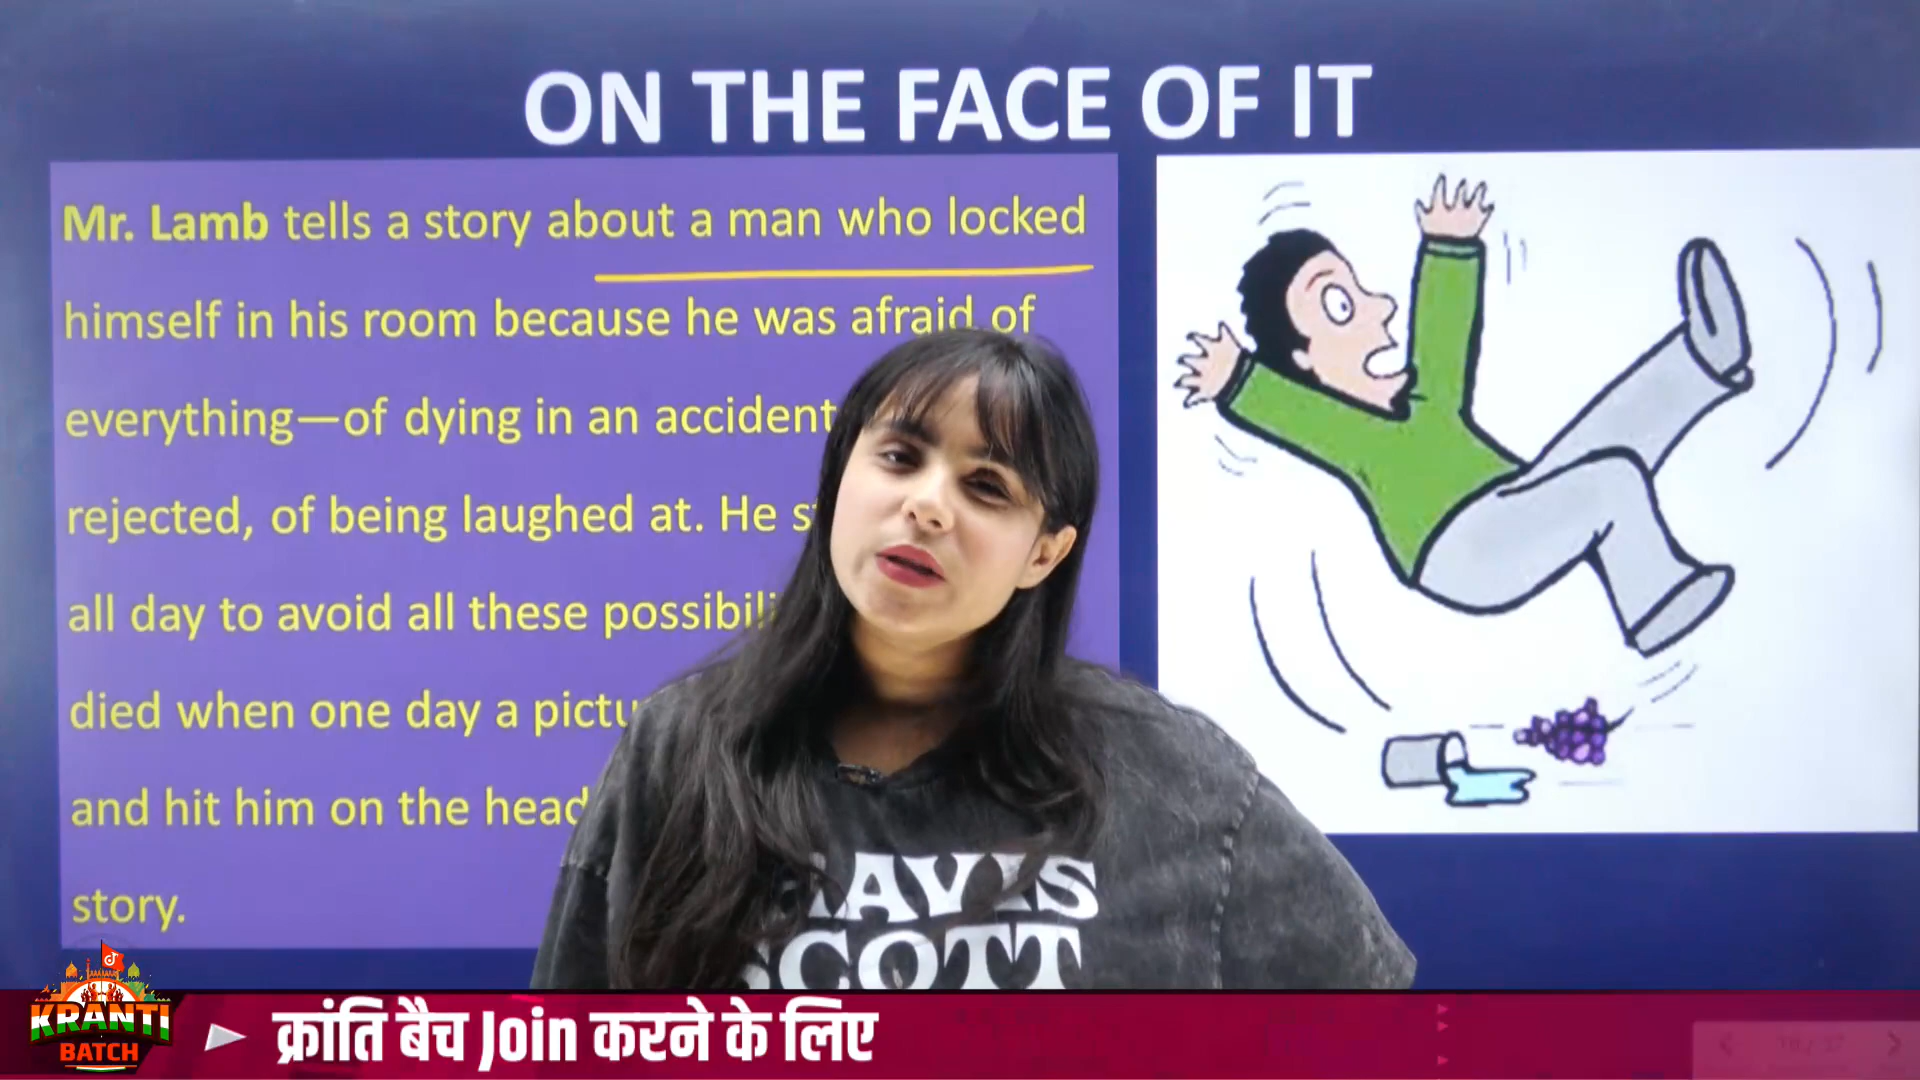 ON THE FACE OF IT
Mr. Lamb tells a story about a man who locked
himself in his room because he was afraid of
everything—of dying in an accident
rejected, of being laughed at. He
all day to avoid all these
died when one day a
and hit him on the head
story.
AVIS
COTT
KRANTI
BATCH
क्रांति बैच Join करने के लिए